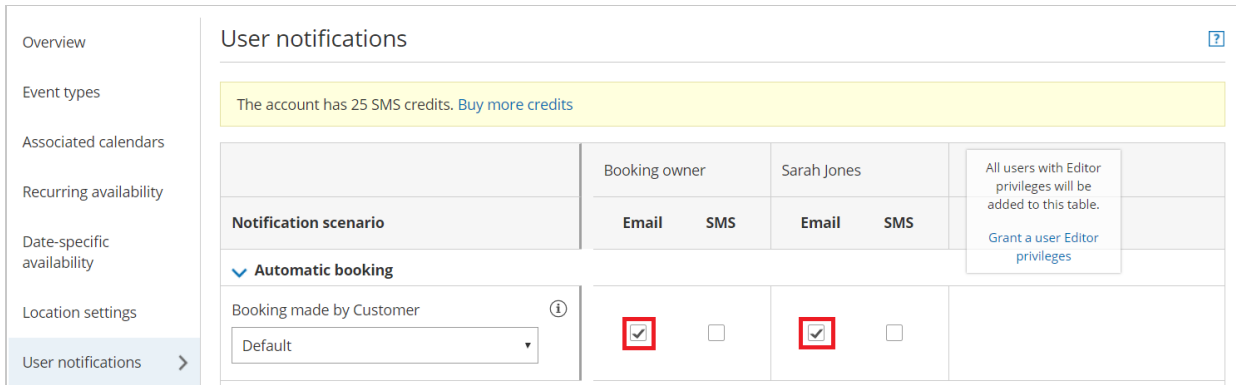 Overview
Event types
Associated calendars
Recurring availability
Date-specific
availability
Location settings
User notifications
User notifications
?
The account has 25 SMS credits. Buy more credits
Booking owner
Sarah Jones
All users with Editor
privileges will be
added to this table.
Grant a user Editor
privileges
Notification scenario
Email
SMS
Email
SMS
Automatic booking
Booking made by Customer
i
Default